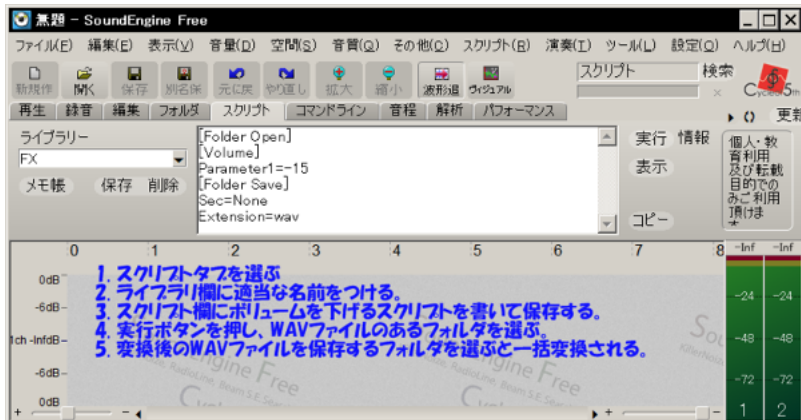 無題 - SoundEngine Free
ファイル(F) 編集(E) 表示(V) 音量(D) 空間(S) 音質(Q) その他(O) スクリプト(R) 演奏(I) ツール(L) 設定(O) ヘルプ(H)
新規作 開く 保存 別名保 元に戻 やり直し 拡大 縮小 波形追 ヴィジュアル スクリプト 検索
再生 録音 編集 フォルダ スクリプト コマンドライン 音程 解析 パフォーマンス () 更新
ライブラリー
FX
メモ帳 保存 削除
[Folder Open]
[Volume]
Parameter1=-15
[Folder Save]
Sec=None
Extension=wav
実行 情報
表示
コピー
個人・教
育利用
及び転載
目的での
みご利用
頂けま
:0 :1 :2 :3 :4 :5 :6 :7 :8 -Inf -Inf
1. スクリプトタブを選ぶ
2. ライブラリ欄に適当な名前をつける。
3. スクリプト欄にボリュームを下げるスクリプトを書いて保存する。
4. 実行ボタンを押し、WAVファイルのあるフォルダを選ぶ。
5. 変換後のWAVファイルを保存するフォルダを選ぶと一括変換される。
0dB
-6dB
1ch -InfdB
-6dB
0dB
-24 -24
-48 -48
-72 -72
1 2